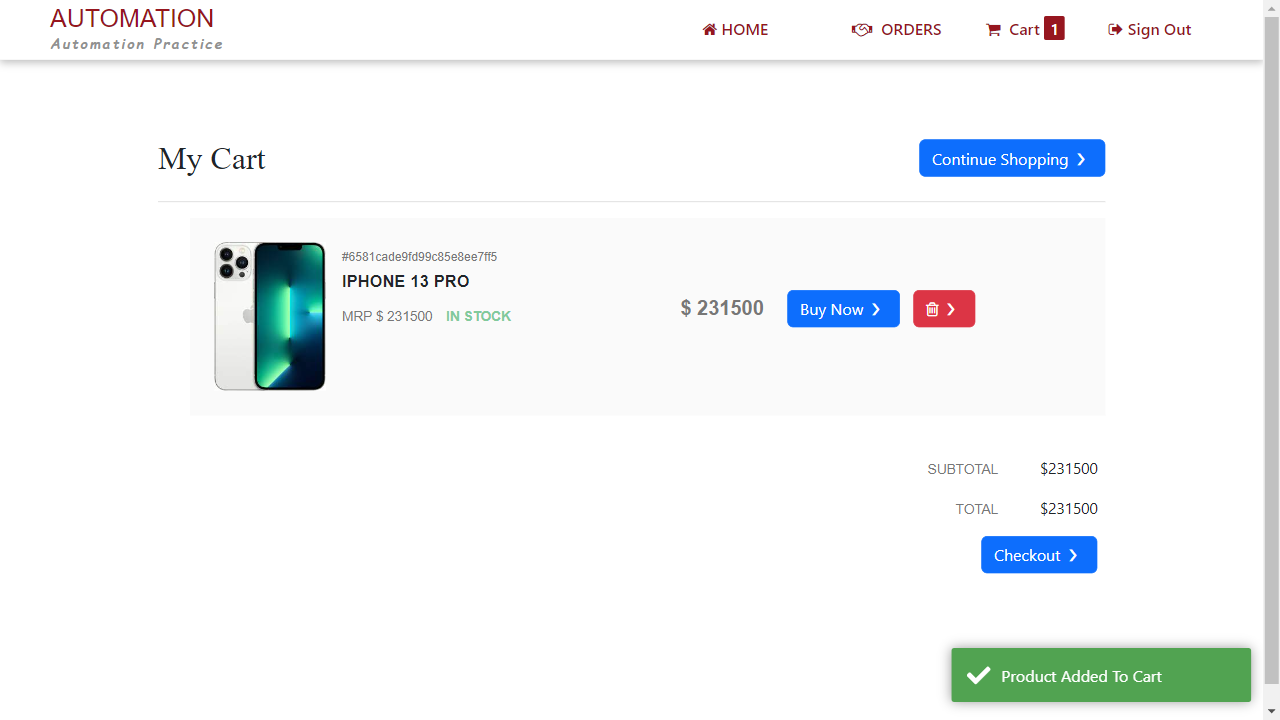 AUTOMATION
Automation Practice
HOME
ORDERS
Cart 1
Sign Out
My Cart
Continue Shopping
#6581cade9fd99c85e8ee7ff5
IPHONE 13 PRO
MRP $ 231500 IN STOCK
$ 231500
Buy Now
SUBTOTAL $231500
TOTAL $231500
Checkout
Product Added To Cart